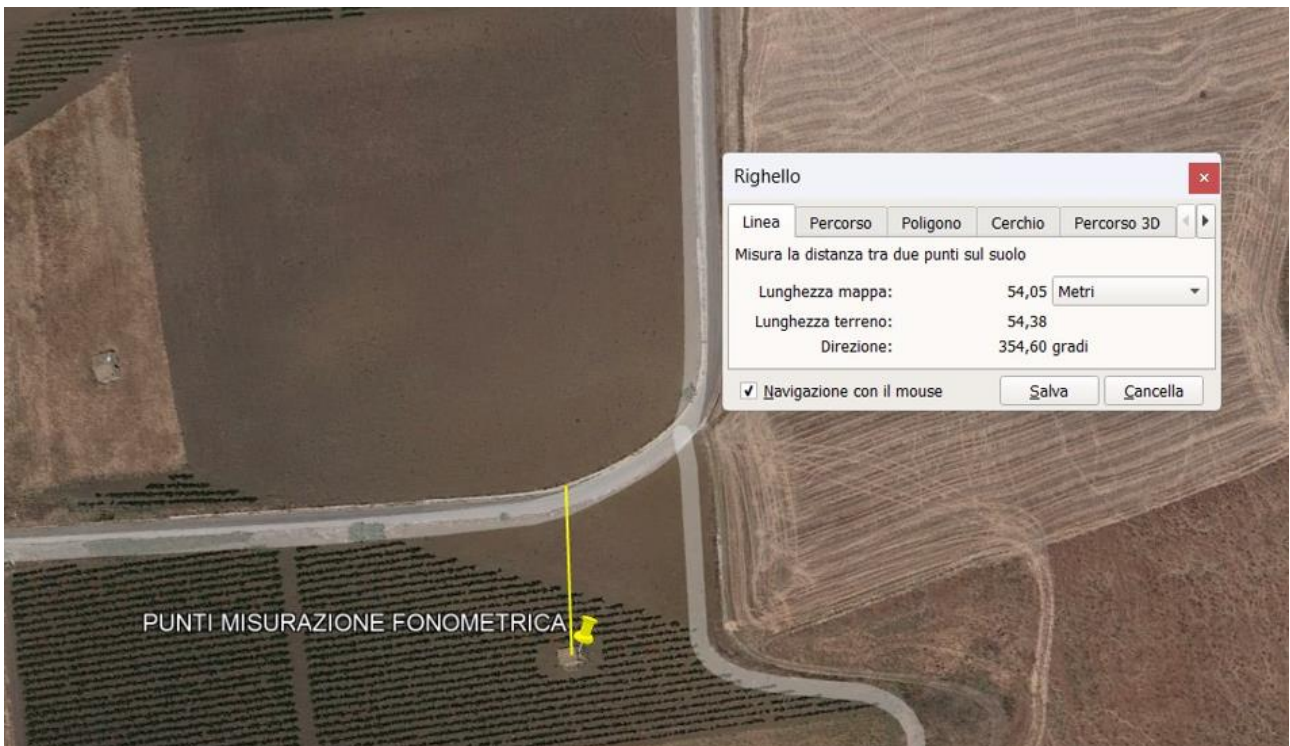 Righello
Linea Percorso Poligono Cerchio Percorso 3D
Misura la distanza tra due punti sul suolo
Lunghezza mappa: 54,05 Metri
Lunghezza terreno: 54,38
Direzione: 354,60 gradi
Navigazione con il mouse Salva Cancella
PUNTI MISURAZIONE FONOMETRICA